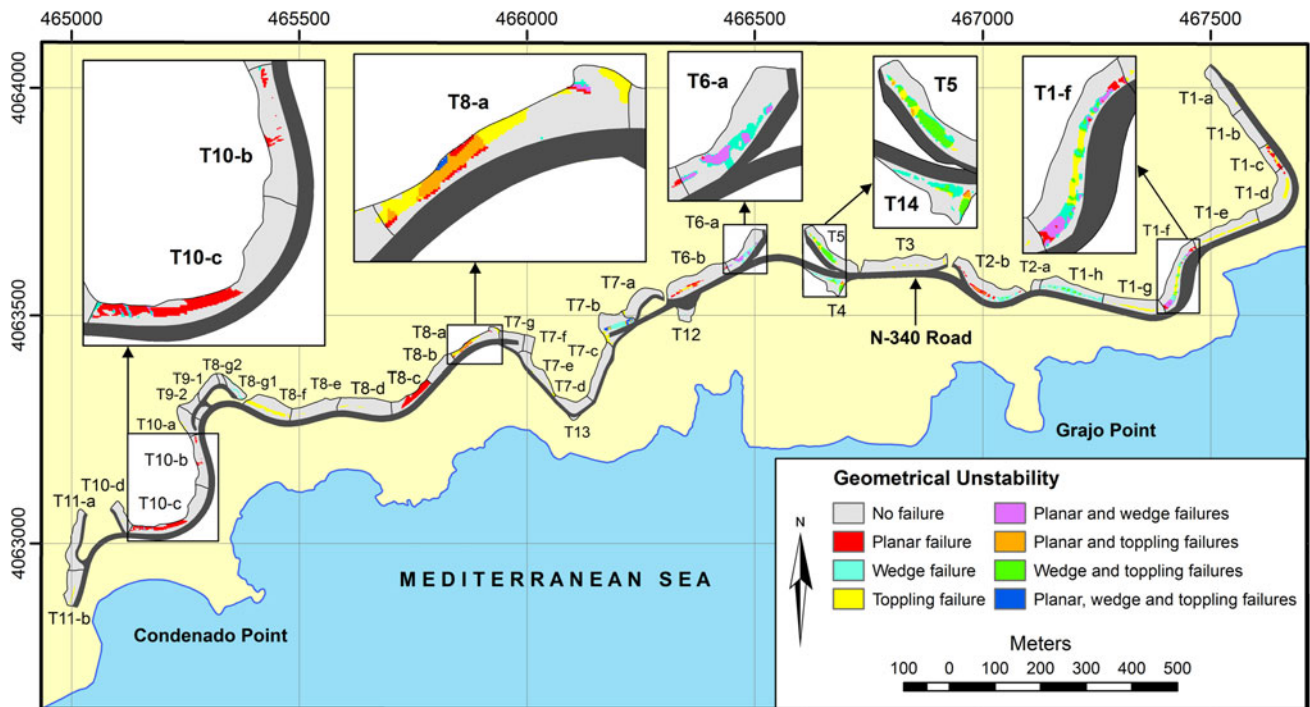 465000
465500
466000
466500
467000
467500
4064000
4063500
4063000
T10-b
T10-c
T8-a
T6-a
T5
T14
T1-f
T1-a
T1-b
T1-c
T1-d
T1-e
T1-f
T1-g
T1-h
T2-a
T2-b
T3
T5
T4
T6-a
T6-b
T12
T7-a
T7-b
T7-c
T7-d
T13
T7-e
T7-f
T7-g
T8-a
T8-b
T8-c
T8-d
T8-e
T8-f
T8-g1
T8-g2
T9-1
T9-2
T10-a
T10-b
T10-c
T10-d
T11-a
T11-b
N-340 Road
Grajo Point
Condenado Point
MEDITERRANEAN SEA
Geometrical Unstability
No failure
Planar failure
Wedge failure
Toppling failure
Planar and wedge failures
Planar and toppling failures
Wedge and toppling failures
Planar, wedge and toppling failures
N
Meters
100 0 100 200 300 400 500